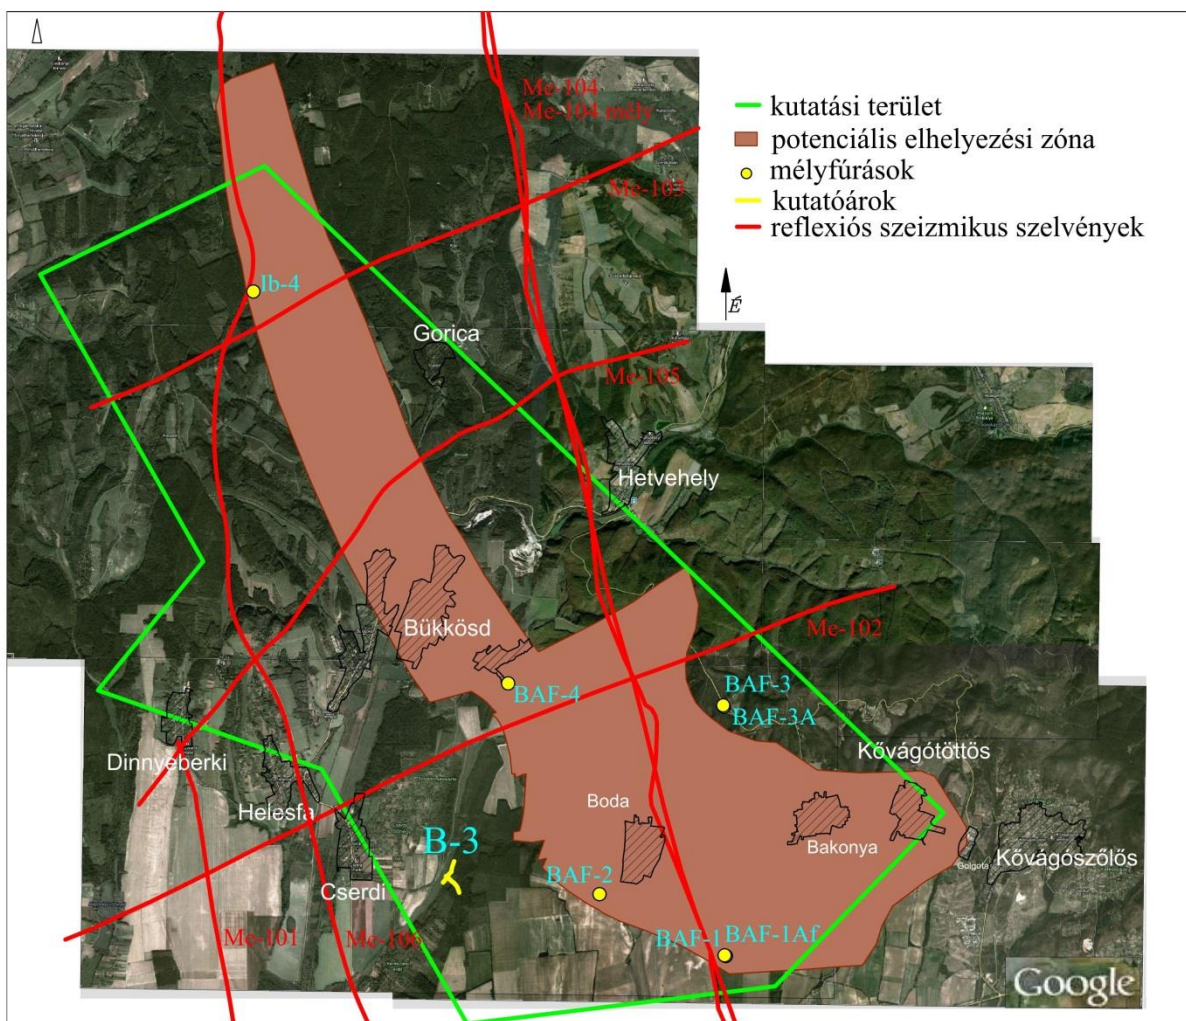 Me-104
Me-104 mély
Me-103
kutatási terület
potenciális elhelyezési zóna
mélyfúrások
kutatóárok
reflexiós szeizmikus szelvények
É
Ib-4
Gorica
Me-105
Hetvehely
Bükkösd
Me-102
BAF-4
BAF-3
BAF-3A
Dinnyeberki
Kővágótöttös
Helesfa
Boda
B-3
Bakonya
Golgota
Kővágószőlős
Cserdi
BAF-2
Me-101
Me-106
BAF-1
BAF-1Af
Google